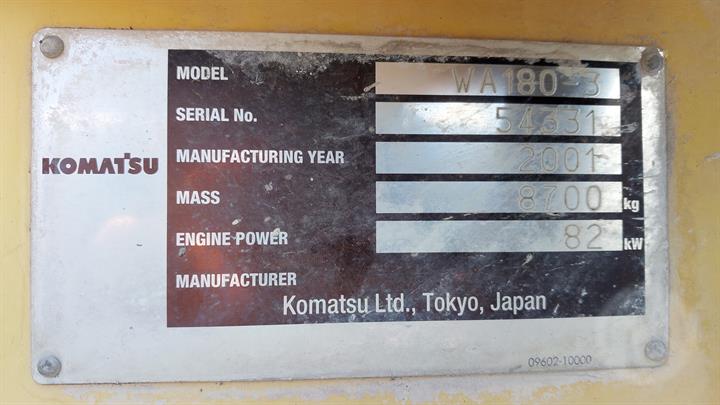 KOMATSU
MODEL WA180-3
SERIAL No. 54331
MANUFACTURING YEAR 2001
MASS 8700 kg
ENGINE POWER 82 kW
MANUFACTURER
Komatsu Ltd., Tokyo, Japan
09602-10000